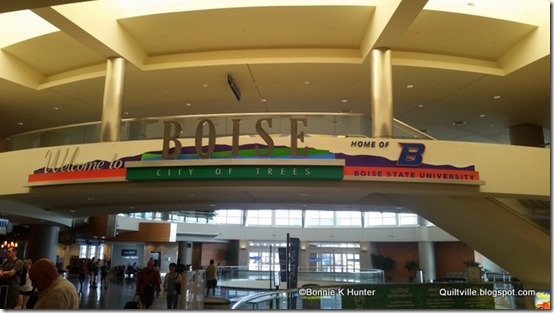 Welcome to
BOISE
CITY OF TREES
HOME OF B
BOISE STATE UNIVERSITY
©Bonnie K Hunter
Quiltville.blogspot.com